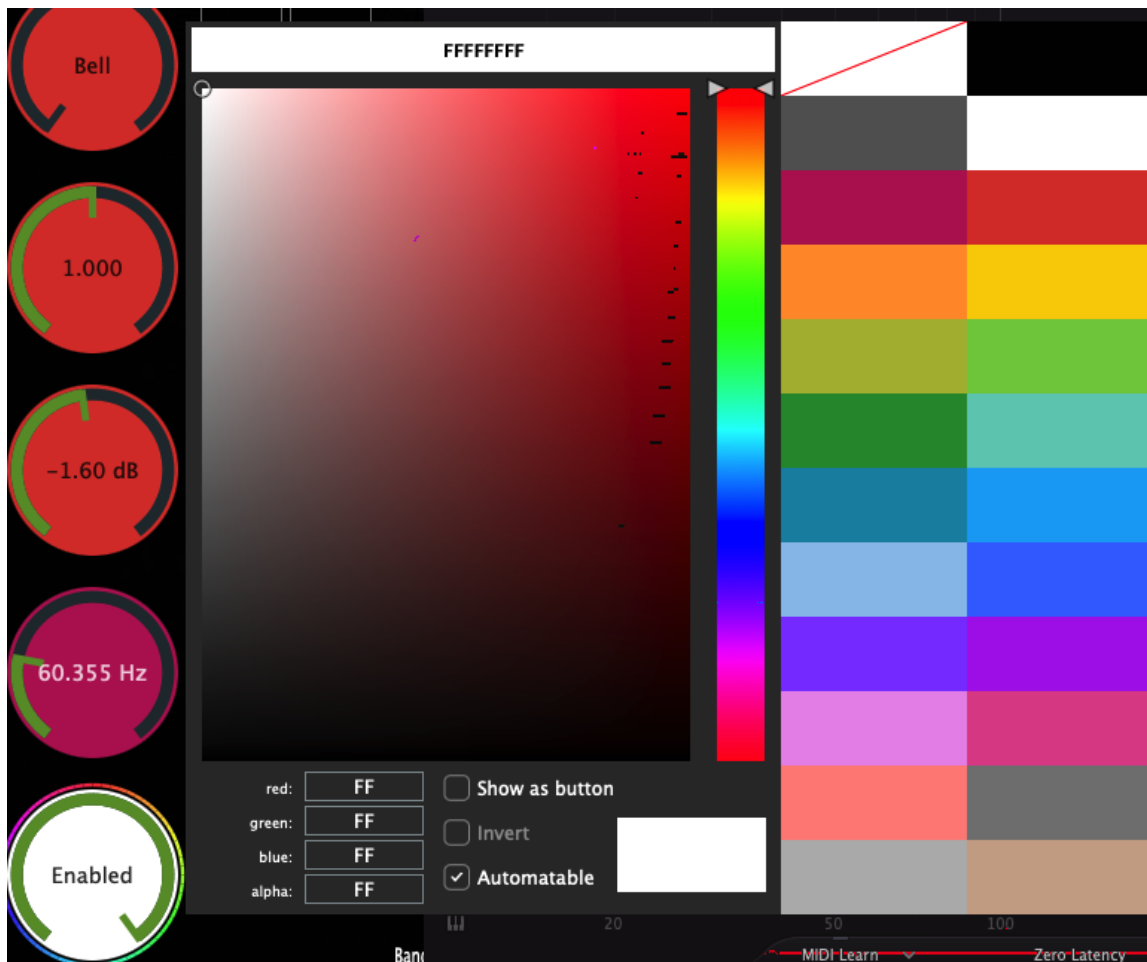 Bell
1.000
-1.60 dB
60.355 Hz
Enabled
FFFFFFFF
red: FF
green: FF
blue: FF
alpha: FF
Show as button
Invert
Automatable
20 50 100
MIDI Learn Zero Latency